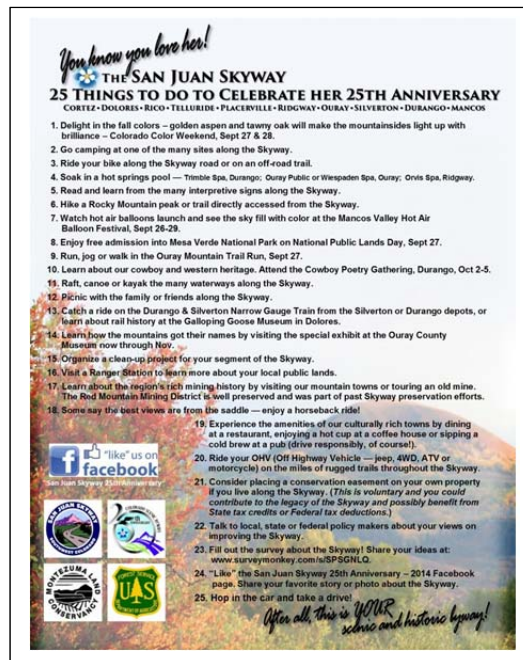 You know you love her!
THE SAN JUAN SKYWAY
25 THINGS TO DO TO CELEBRATE HER 25TH ANNIVERSARY
CORTEZ • DOLORES • RICO • TELLURIDE • PLACERVILLE • RIDGWAY • OURAY • SILVERTON • DURANGO • MANCOS
1. Delight in the fall colors – golden aspen and tawny oak will make the mountainsides light up with
brilliance – Colorado Color Weekend, Sept 27 & 28.
2. Go camping at one of the many sites along the Skyway.
3. Ride your bike along the Skyway road or on an off-road trail.
4. Soak in a hot springs pool — Trimble Spa, Durango; Ouray Public or Wiespaden Spa, Ouray; Orvis Spa, Ridgway.
5. Read and learn from the many interpretive signs along the Skyway.
6. Hike a Rocky Mountain peak or trail directly accessed from the Skyway.
7. Watch hot air balloons launch and see the sky fill with color at the Mancos Valley Hot Air
Balloon Festival, Sept 26-29.
8. Enjoy free admission into Mesa Verde National Park on National Public Lands Day, Sept 27.
9. Run, jog or walk in the Ouray Mountain Trail Run, Sept 27.
10. Learn about our cowboy and western heritage. Attend the Cowboy Poetry Gathering, Durango, Oct 2-5.
11. Raft, canoe or kayak the many waterways along the Skyway.
12. Picnic with the family or friends along the Skyway.
13. Catch a ride on the Durango & Silverton Narrow Gauge Train from the Silverton or Durango depots, or
learn about rail history at the Galloping Goose Museum in Dolores.
14. Learn how the mountains got their names by visiting the special exhibit at the Ouray County
Museum now through Nov.
15. Organize a clean-up project for your segment of the Skyway.
16. Visit a Ranger Station to learn more about your local public lands.
17. Learn about the region's rich mining history by visiting our mountain towns or touring an old mine.
The Red Mountain Mining District is well preserved and was part of past Skyway preservation efforts.
18. Some say the best views are from the saddle — enjoy a horseback ride!
19. Experience the amenities of our culturally rich towns by dining
at a restaurant, enjoying a hot cup at a coffee house or sipping a
cold brew at a pub (drive responsibly, of course!).
20. Ride your OHV (Off Highway Vehicle — jeep, 4WD, ATV or
motorcycle) on the miles of rugged trails throughout the Skyway.
21. Consider placing a conservation easement on your own property
if you live along the Skyway. (This is voluntary and you could
contribute to the legacy of the Skyway and possibly benefit from
State tax credits or Federal tax deductions.)
22. Talk to local, state or federal policy makers about your views on
improving the Skyway.
23. Fill out the survey about the Skyway! Share your ideas at:
www.surveymonkey.com/s/SPSGNLQ.
24. "Like" the San Juan Skyway 25th Anniversary – 2014 Facebook
page. Share your favorite story or photo about the Skyway.
25. Hop in the car and take a drive!
After all, this is YOUR
scenic and historic byway!
f "like" us on
facebook
San Juan Skyway 25th Anniversary
SAN JUAN SKYWAY
SOUTHWEST COLORADO
MONTEZUMA LAND
CONSERVANCY
FOREST SERVICE
US
DEPARTMENT OF AGRICULTURE